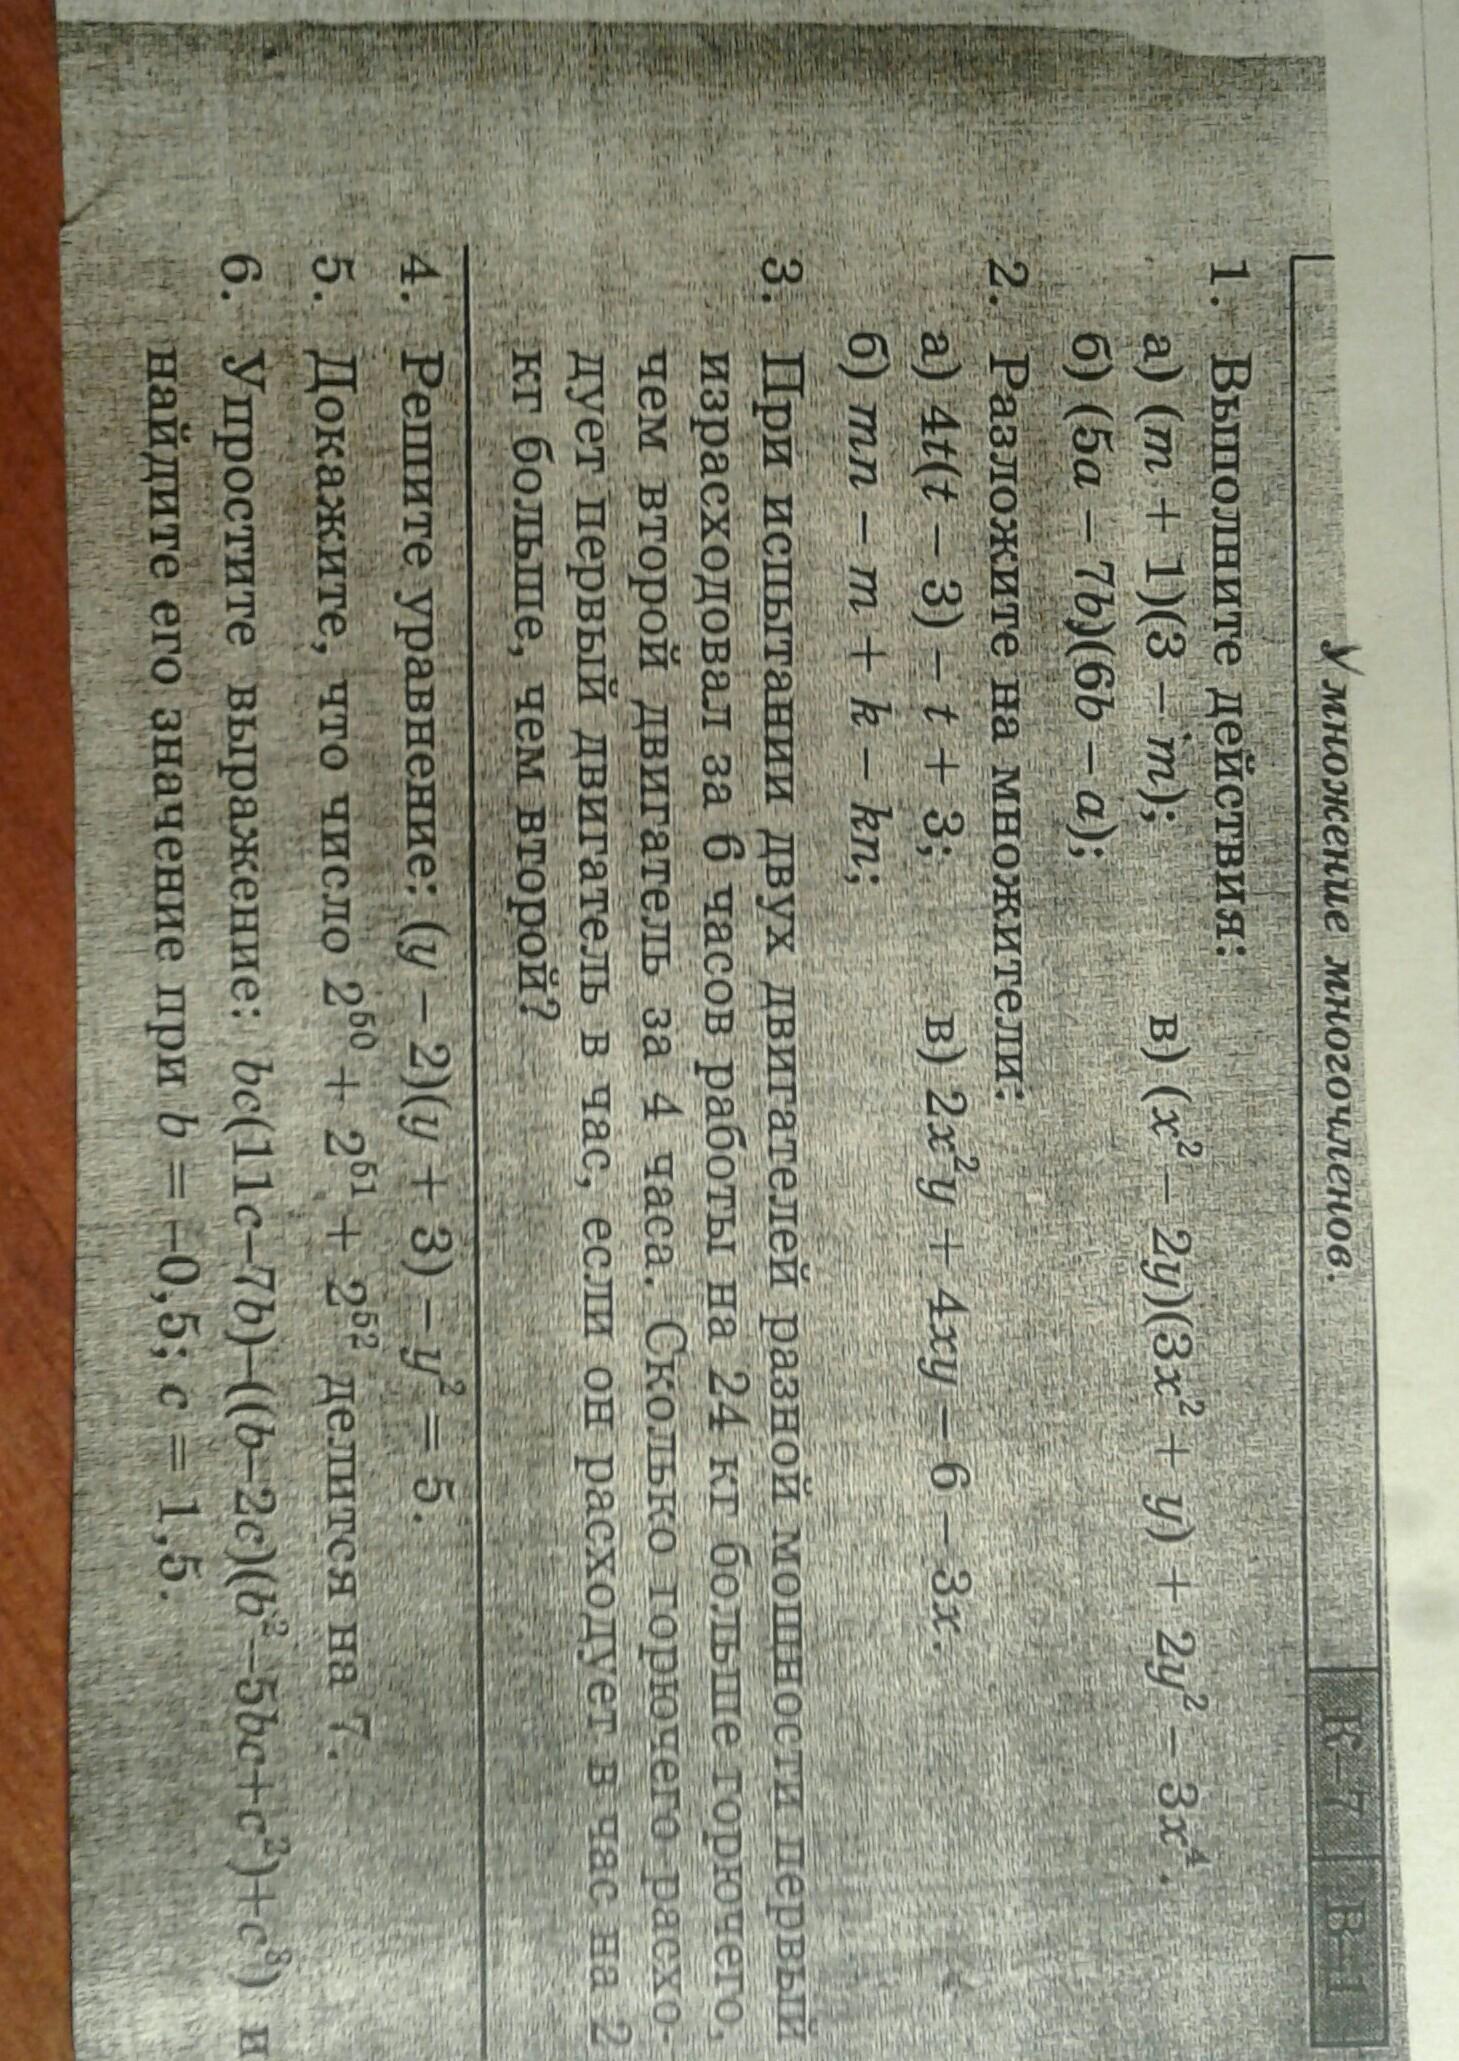 Умножение многочленов.
К–7 В–1
1. Выполните действия:
а) (m + 1)(3 – m); в) (x² – 2y)(3x² + y) + 2y² – 3x⁴.
б) (5a – 7b)(6b – a);
2. Разложите на множители:
а) 4t(t – 3) – t + 3; в) 2x²y + 4xy – 6 – 3x.
б) mn – m + k – kn;
3. При испытании двух двигателей разной мощности первый
израсходовал за 6 часов работы на 24 кг больше горючего,
чем второй двигатель за 4 часа. Сколько горючего расхо-
дует первый двигатель в час, если он расходует в час на 2
кг больше, чем второй?
4. Решите уравнение: (y – 2)(y + 3) – y² = 5.
5. Докажите, что число 2⁵⁰ + 2⁵¹ + 2⁵² делится на 7.
6. Упростите выражение: bc(11c–7b)–((b–2c)(b²–5bc+c²)+c³) и
найдите его значение при b = –0,5; c = 1,5.